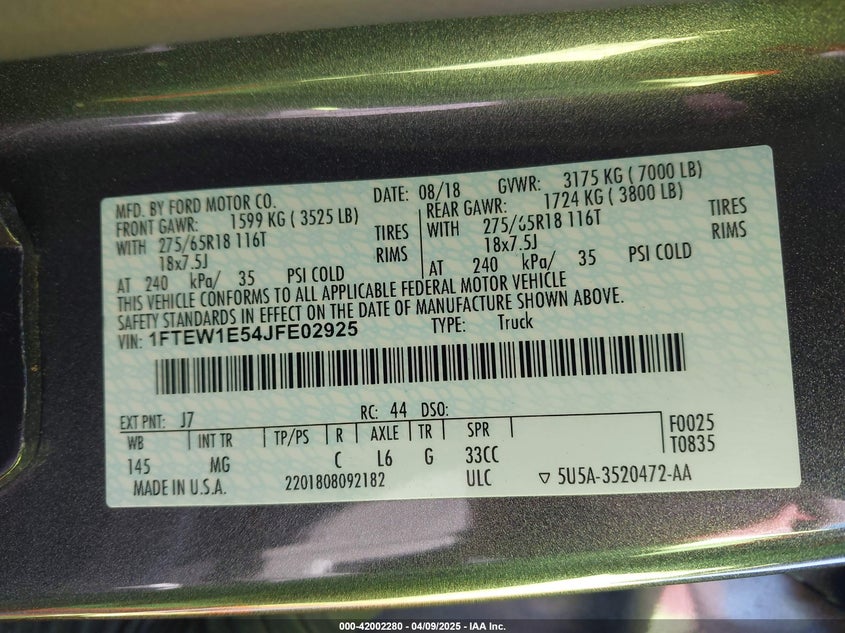 MFD. BY FORD MOTOR CO.
DATE: 08/18 GVWR: 3175 KG ( 7000 LB)
FRONT GAWR: 1599 KG ( 3525 LB)
REAR GAWR: 1724 KG ( 3800 LB)
WITH 275/65R18 116T TIRES
WITH 275/65R18 116T TIRES
18x7.5J RIMS
18x7.5J RIMS
AT 240 kPa/ 35 PSI COLD
AT 240 kPa/ 35 PSI COLD
THIS VEHICLE CONFORMS TO ALL APPLICABLE FEDERAL MOTOR VEHICLE
SAFETY STANDARDS IN EFFECT ON THE DATE OF MANUFACTURE SHOWN ABOVE.
VIN: 1FTEW1E54JFE02925 TYPE: Truck
EXT PNT: J7 RC: 44 DSO:
WB INT TR TP/PS R AXLE TR SPR F0025
145 MG C L6 G 33CC T0835
MADE IN U.S.A. 2201808092182 ULC ▽ 5U5A-3520472-AA
000-42002280 - 04/09/2025 - IAA Inc.